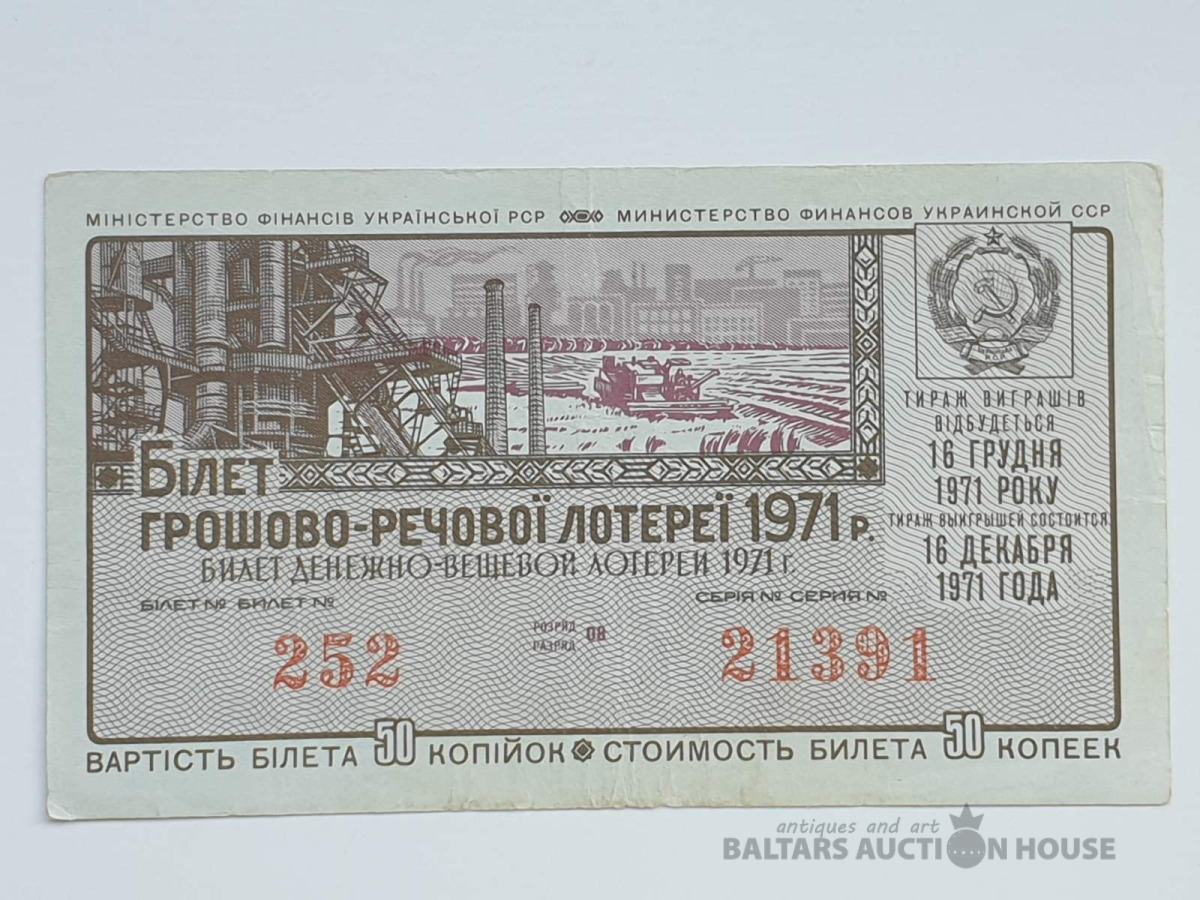 МІНІСТЕРСТВО ФІНАНСІВ УКРАЇНСЬКОЇ РСР МИНИСТЕРСТВО ФИНАНСОВ УКРАИНСКОЙ ССР
ТИРАЖ ВИГРАШІВ
ВІДБУДЕТЬСЯ
16 ГРУДНЯ
1971 РОКУ
ТИРАЖ ВЫИГРЫШЕЙ СОСТОИТСЯ
16 ДЕКАБРЯ
1971 ГОДА
БІЛЕТ
ГРОШОВО-РЕЧОВОЇ ЛОТЕРЕЇ 1971 р.
БИЛЕТ ДЕНЕЖНО-ВЕЩЕВОЙ ЛОТЕРЕИ 1971 г.
БІЛЕТ № БИЛЕТ № СЕРІЯ № СЕРИЯ №
РОЗРЯД
РАЗРЯД 08
252 21391
ВАРТІСТЬ БІЛЕТА 50 КОПІЙОК СТОИМОСТЬ БИЛЕТА 50 КОПЕЕК
antiques and art
BALTARS AUCTION HOUSE